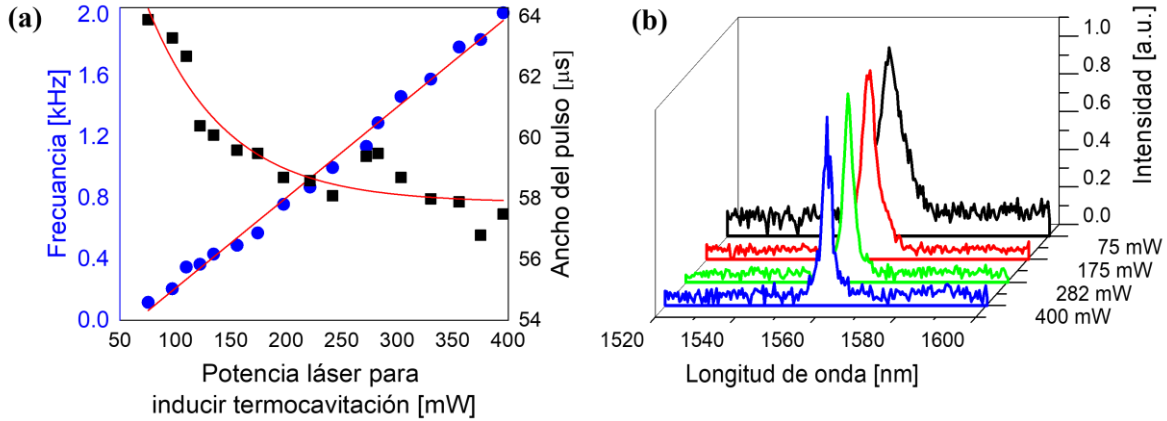 (a)
2.0
1.6
1.2
0.8
0.4
0.0
Frecuancia [kHz]
64
62
60
58
56
54
Ancho del pulso [μs]
50 100 150 200 250 300 350 400
Potencia láser para
inducir termocavitación [mW]
(b)
1.0
0.8
0.6
0.4
0.2
0.0
Intensidad [a.u.]
75 mW
175 mW
282 mW
400 mW
1520 1540 1560 1580 1600
Longitud de onda [nm]